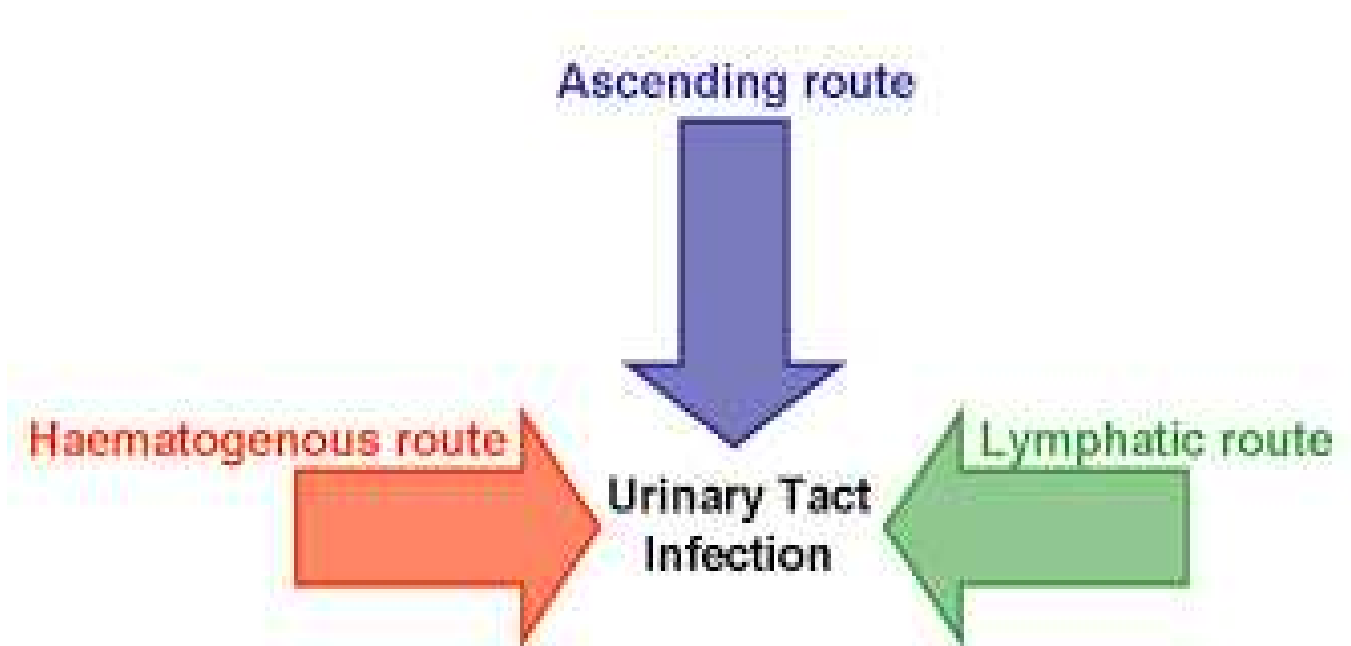 Ascending route
Haematogenous route
Lymphatic route
Urinary Tact
Infection